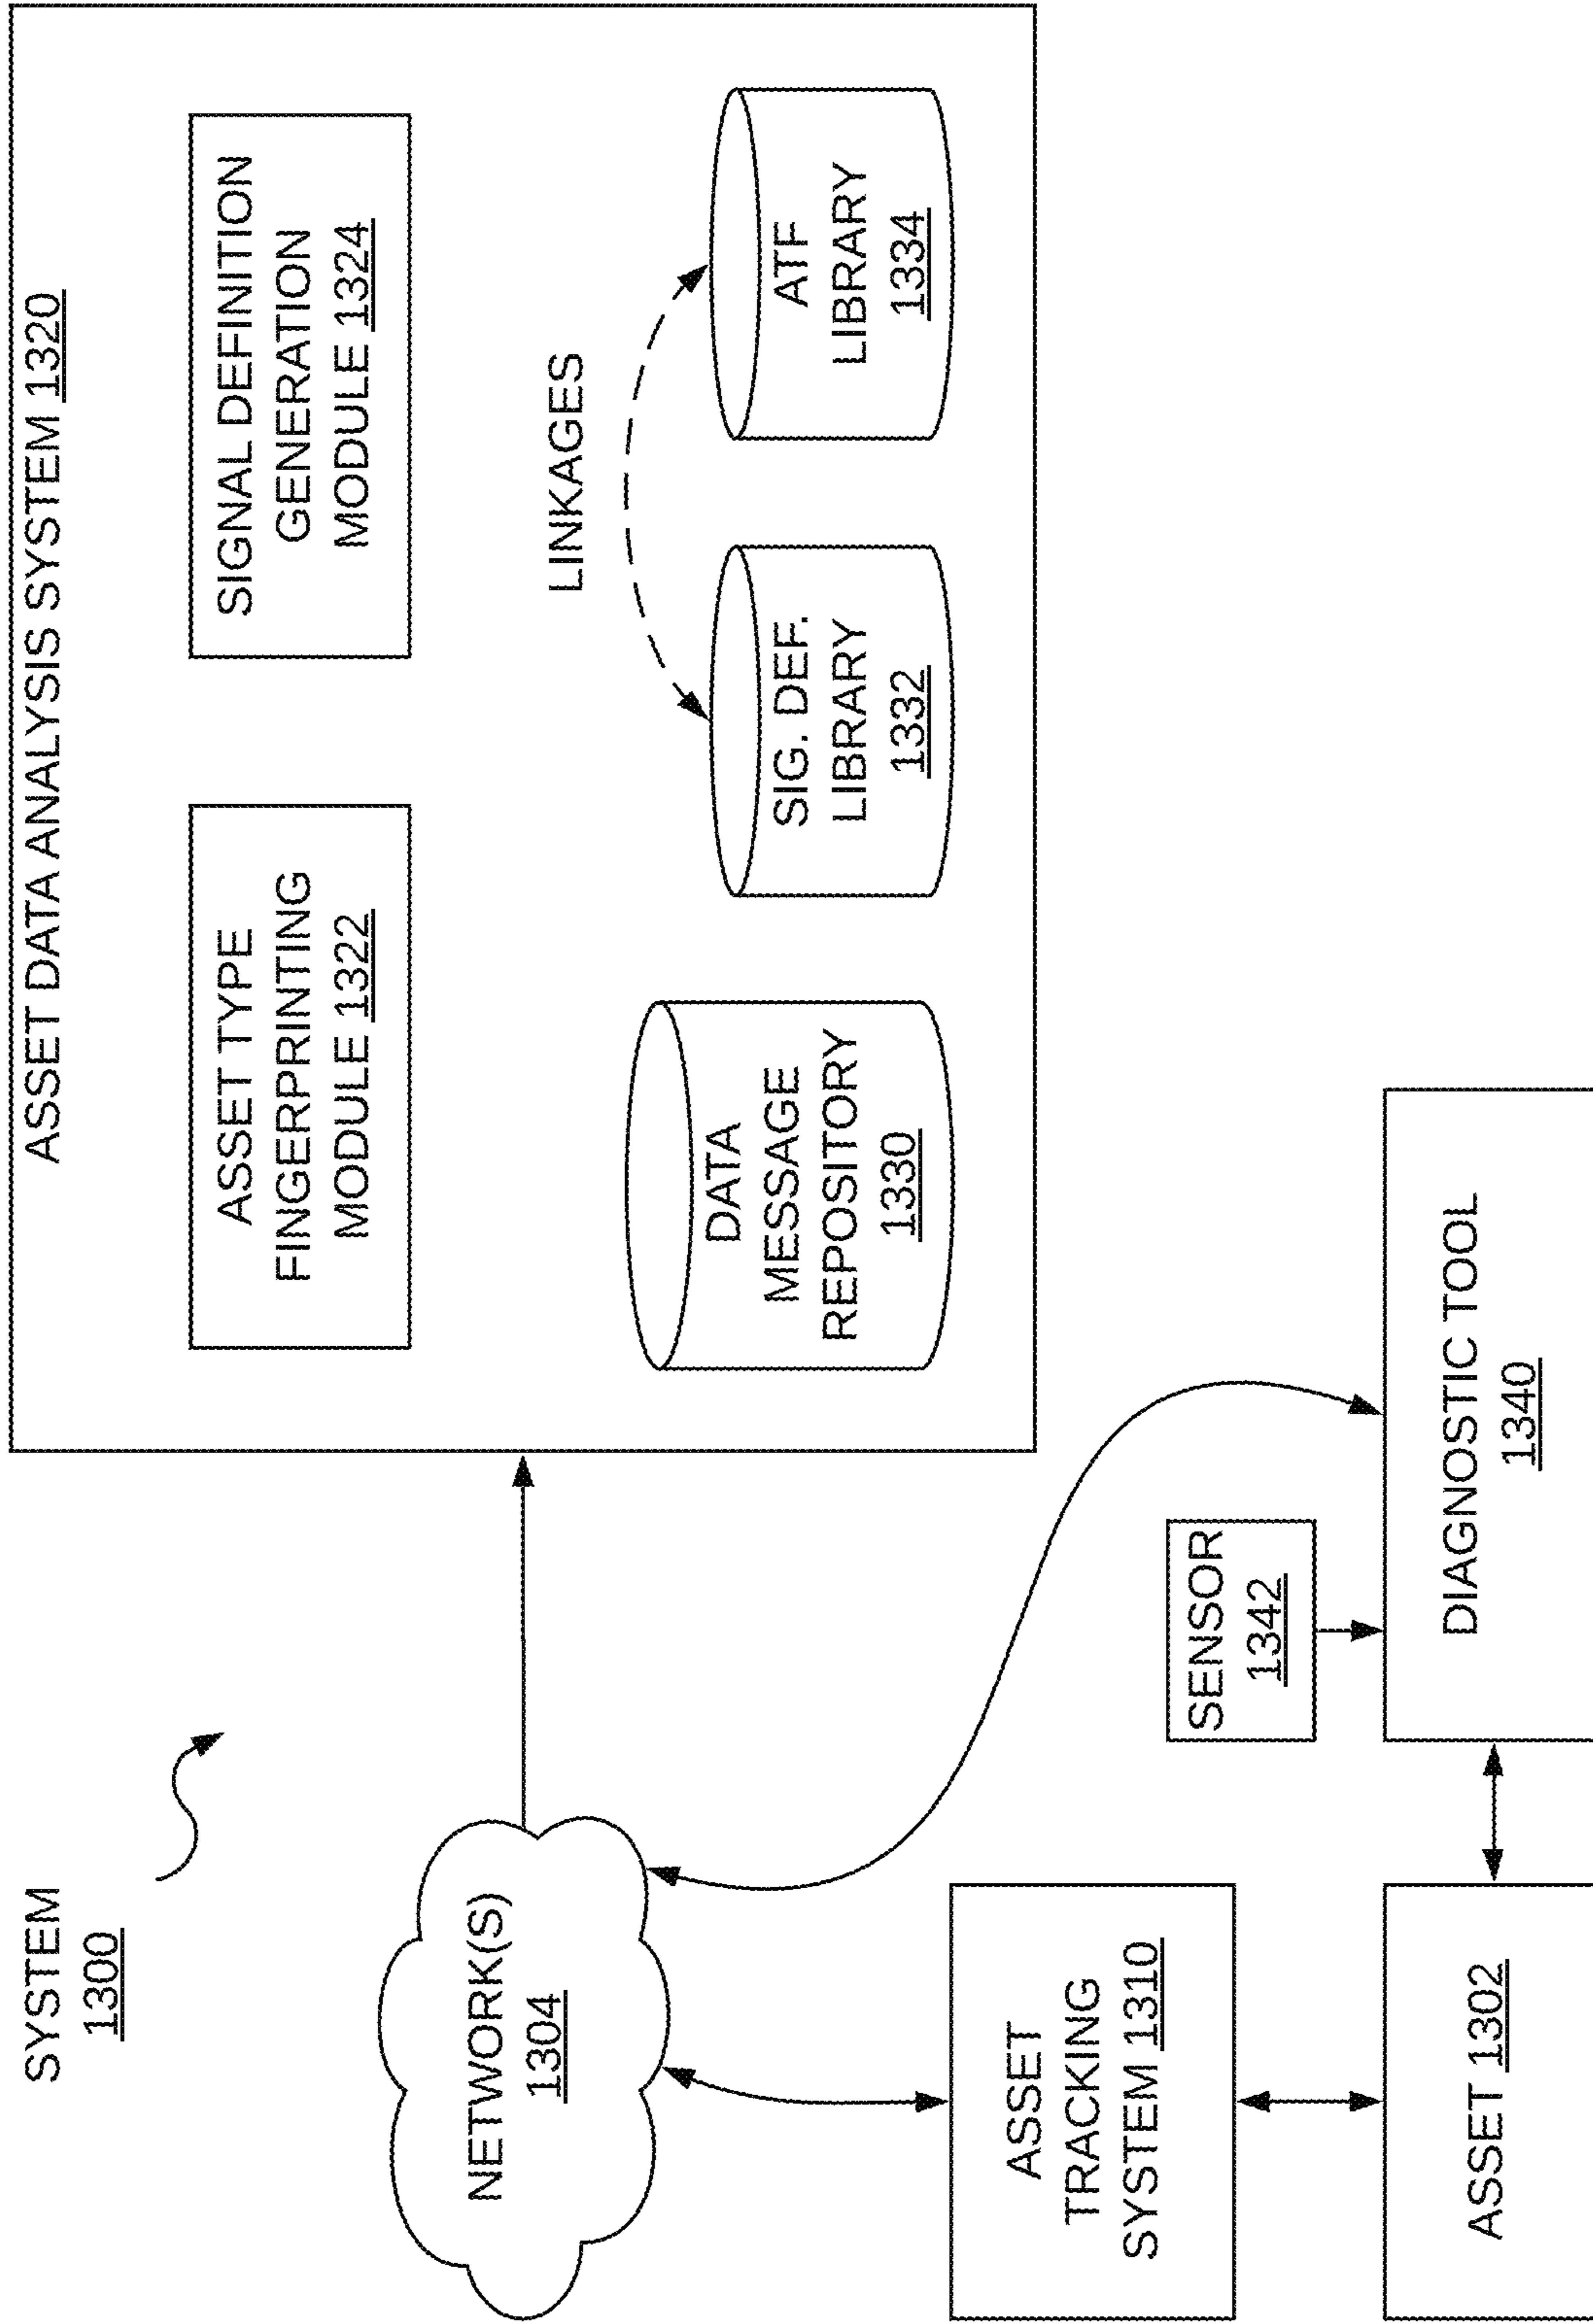 SYSTEM
1300
ASSET DATA ANALYSIS SYSTEM 1320
ASSET TYPE
FINGERPRINTING
MODULE 1322
SIGNAL DEFINITION
GENERATION
MODULE 1324
NETWORK(S)
1304
LINKAGES
DATA
MESSAGE
REPOSITORY
1330
SIG. DEF.
LIBRARY
1332
ATF
LIBRARY
1334
ASSET
TRACKING
SYSTEM 1310
SENSOR
1342
ASSET 1302
DIAGNOSTIC TOOL
1340